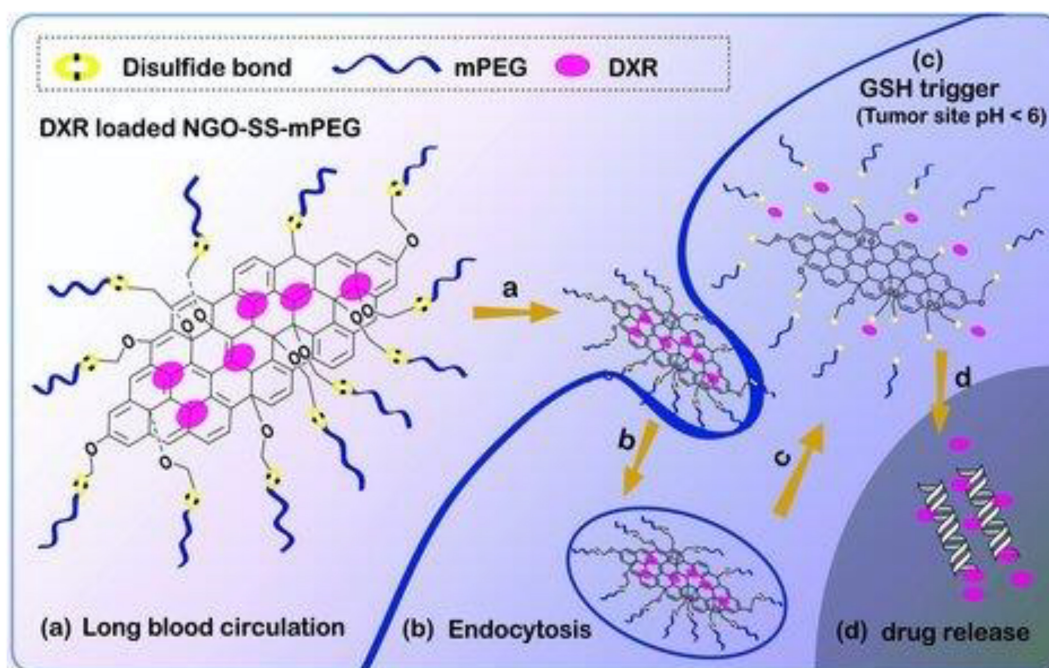 Disulfide bond mPEG DXR
DXR loaded NGO-SS-mPEG
(c)
GSH trigger
(Tumor site pH < 6)
O
O
O
O
O
O
O
O
O
O
O
a
b
c
d
(a) Long blood circulation
(b) Endocytosis
(d) drug release